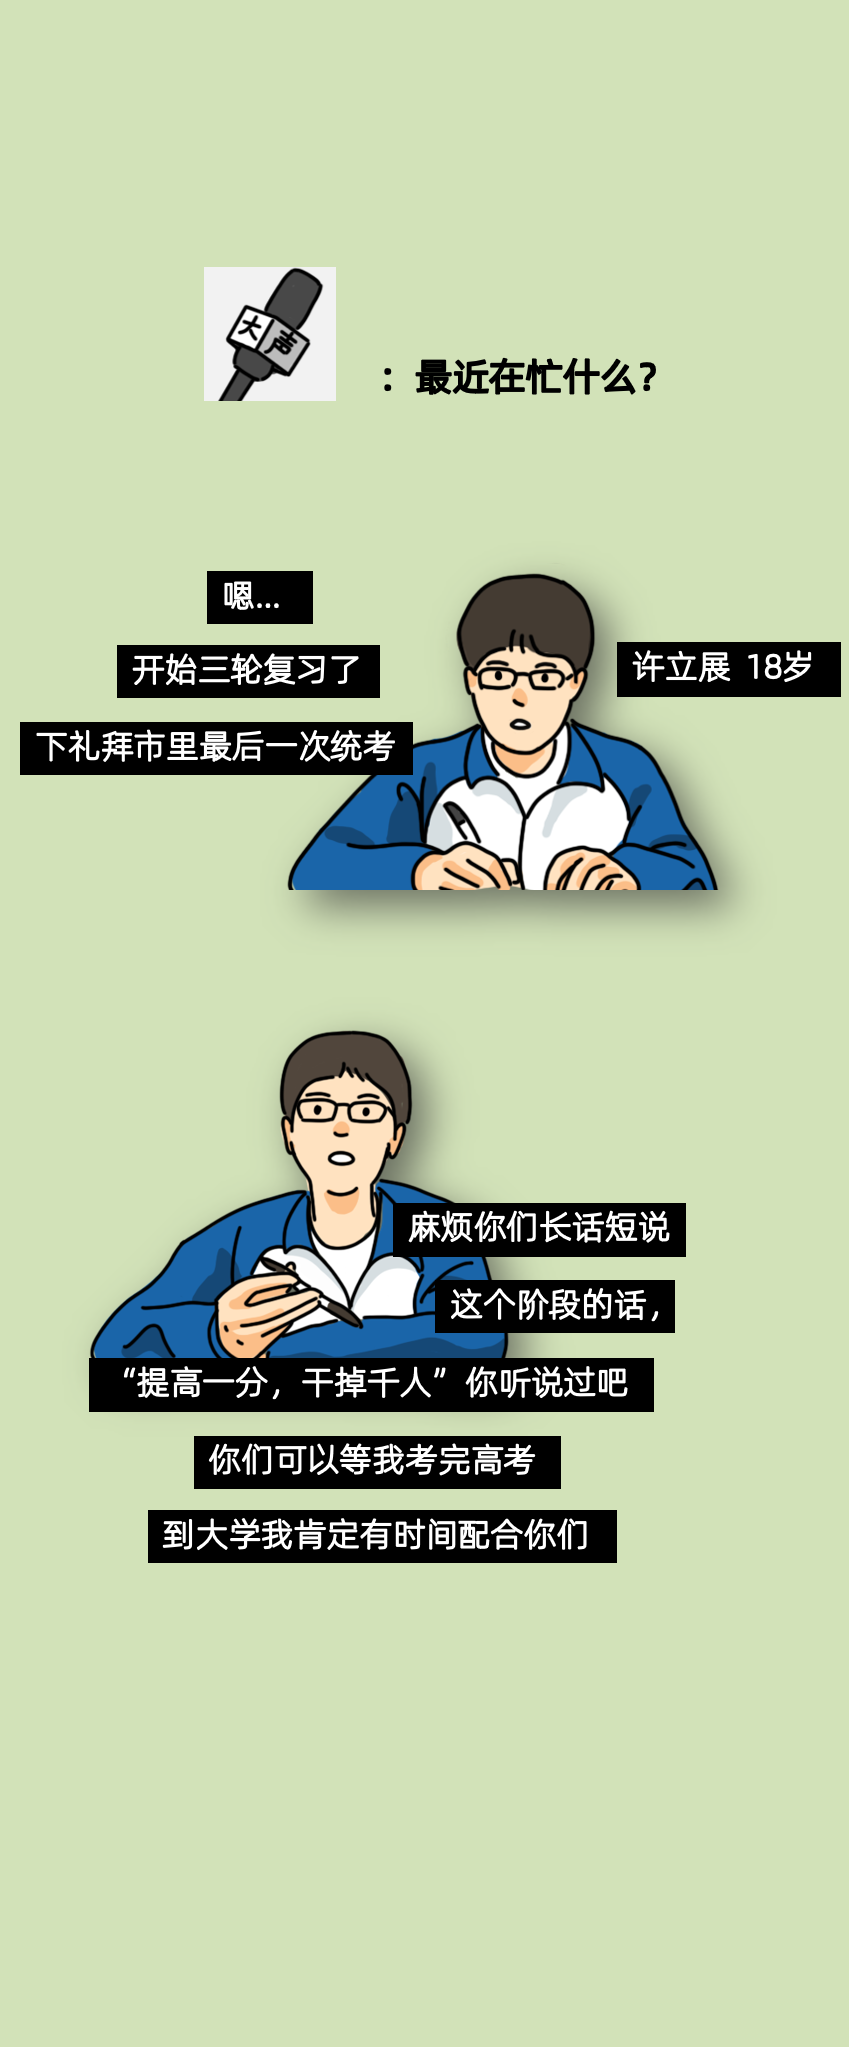 大声
：最近在忙什么？
嗯...
开始三轮复习了
许立展 18岁
下礼拜市里最后一次统考
麻烦你们长话短说
这个阶段的话，
“提高一分，干掉千人”你听说过吧
你们可以等我考完高考
到大学我肯定有时间配合你们